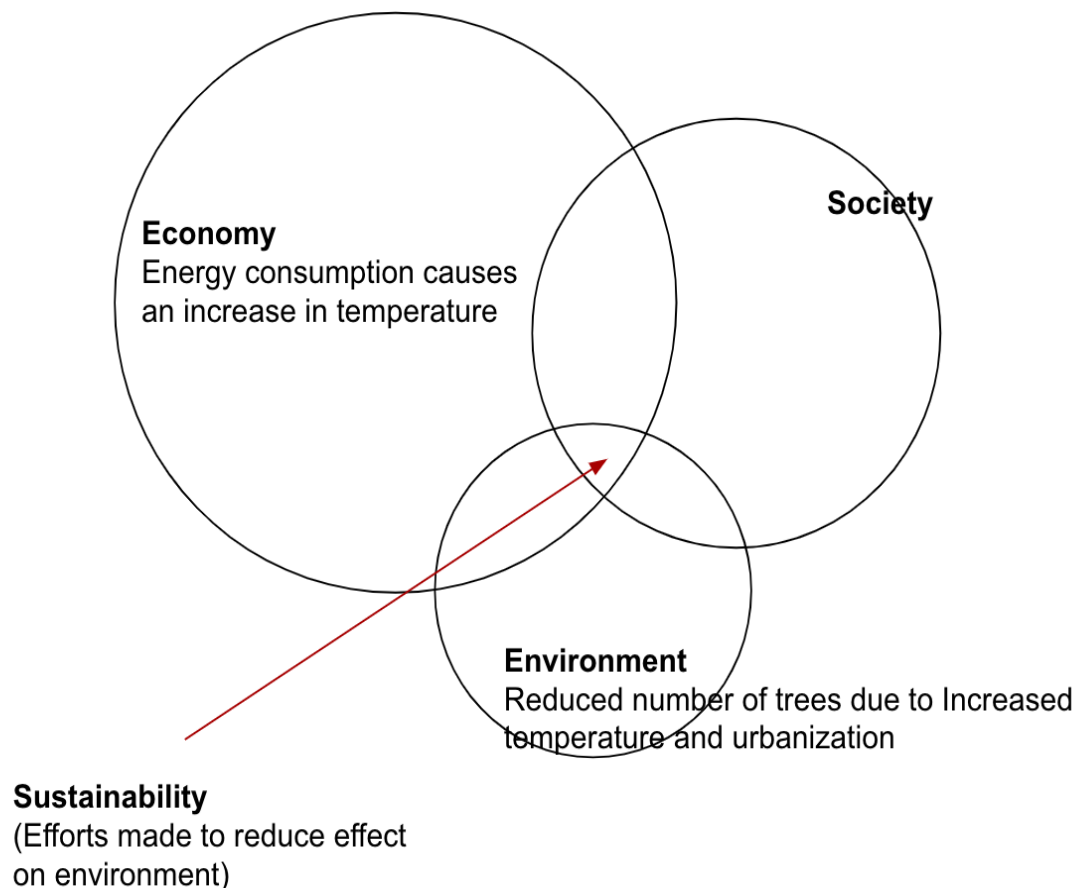 Society
Economy
Energy consumption causes
an increase in temperature
Environment
Reduced number of trees due to Increased
temperature and urbanization
Sustainability
(Efforts made to reduce effect
on environment)